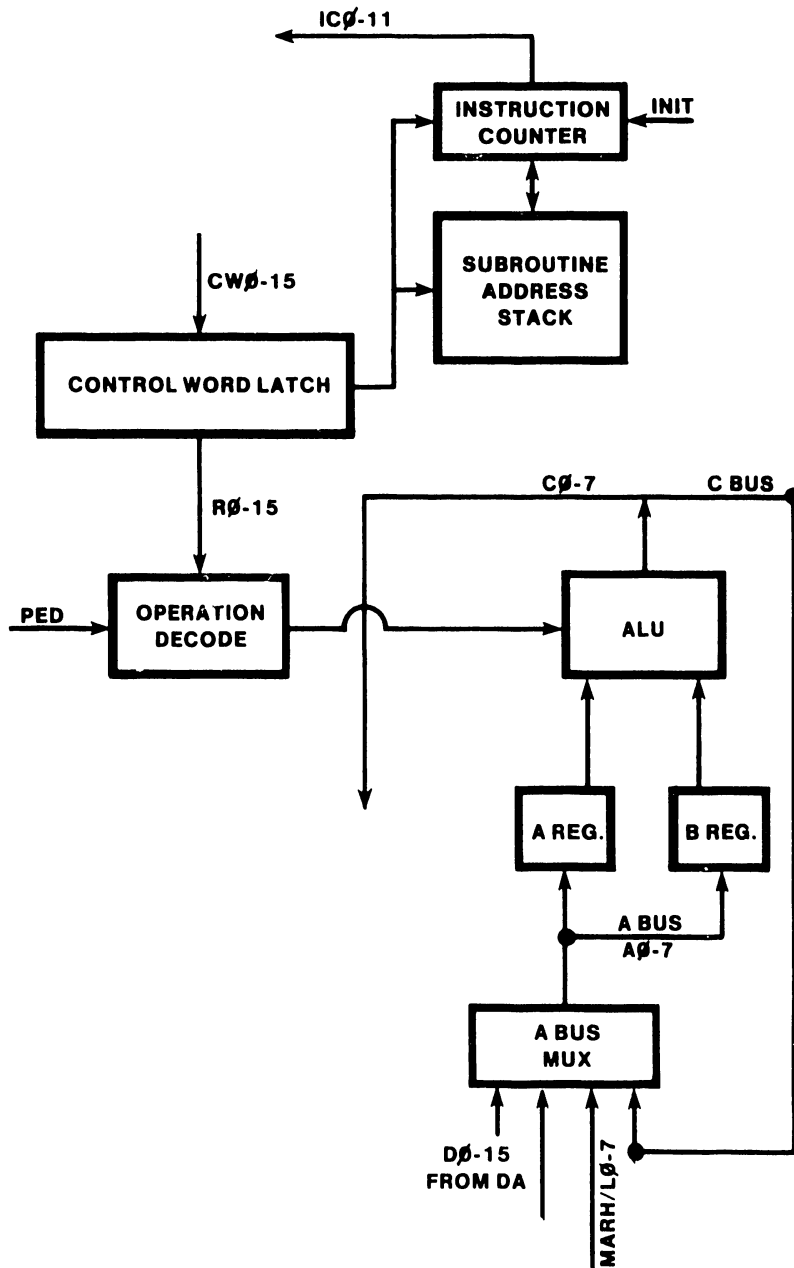 ICØ-11
INSTRUCTION
COUNTER
INIT
SUBROUTINE
ADDRESS
STACK
CWØ-15
CONTROL WORD LATCH
RØ-15
CØ-7
C BUS
PED
OPERATION
DECODE
ALU
A REG.
B REG.
A BUS
AØ-7
A BUS
MUX
DØ-15
FROM DA
MARH/LØ-7